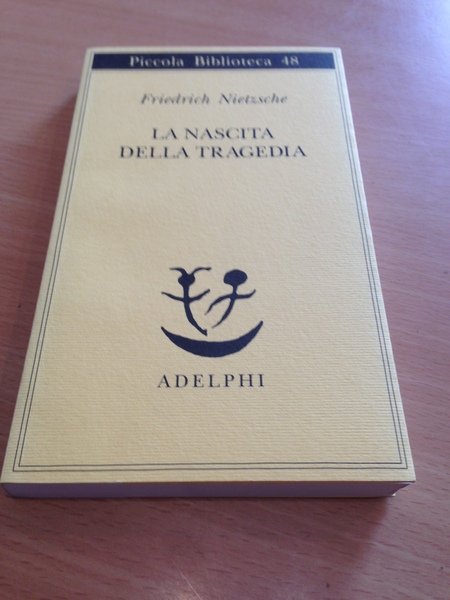 Piccola Biblioteca 48
Friedrich Nietzsche
LA NASCITA
DELLA TRAGEDIA
ADELPHI